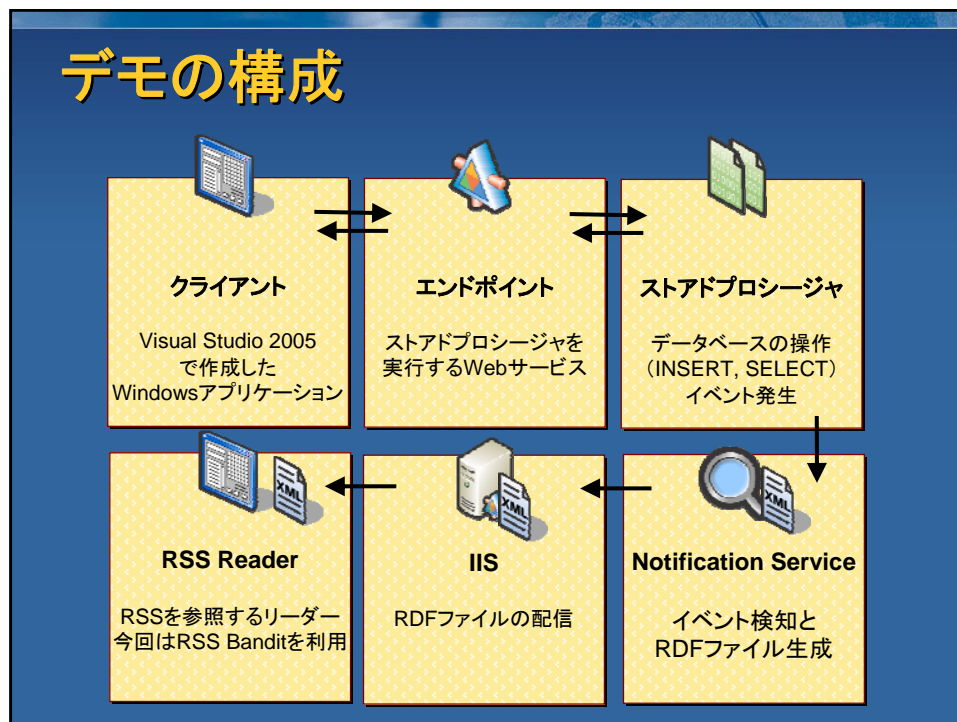 デモの構成
クライアント
Visual Studio 2005
で作成した
Windowsアプリケーション
エンドポイント
ストアドプロシージャを
実行するWebサービス
ストアドプロシージャ
データベースの操作
（INSERT, SELECT）
イベント発生
XML
RSS Reader
RSSを参照するリーダー
今回はRSS Banditを利用
XML
IIS
RDFファイルの配信
XML
Notification Service
イベント検知と
RDFファイル生成